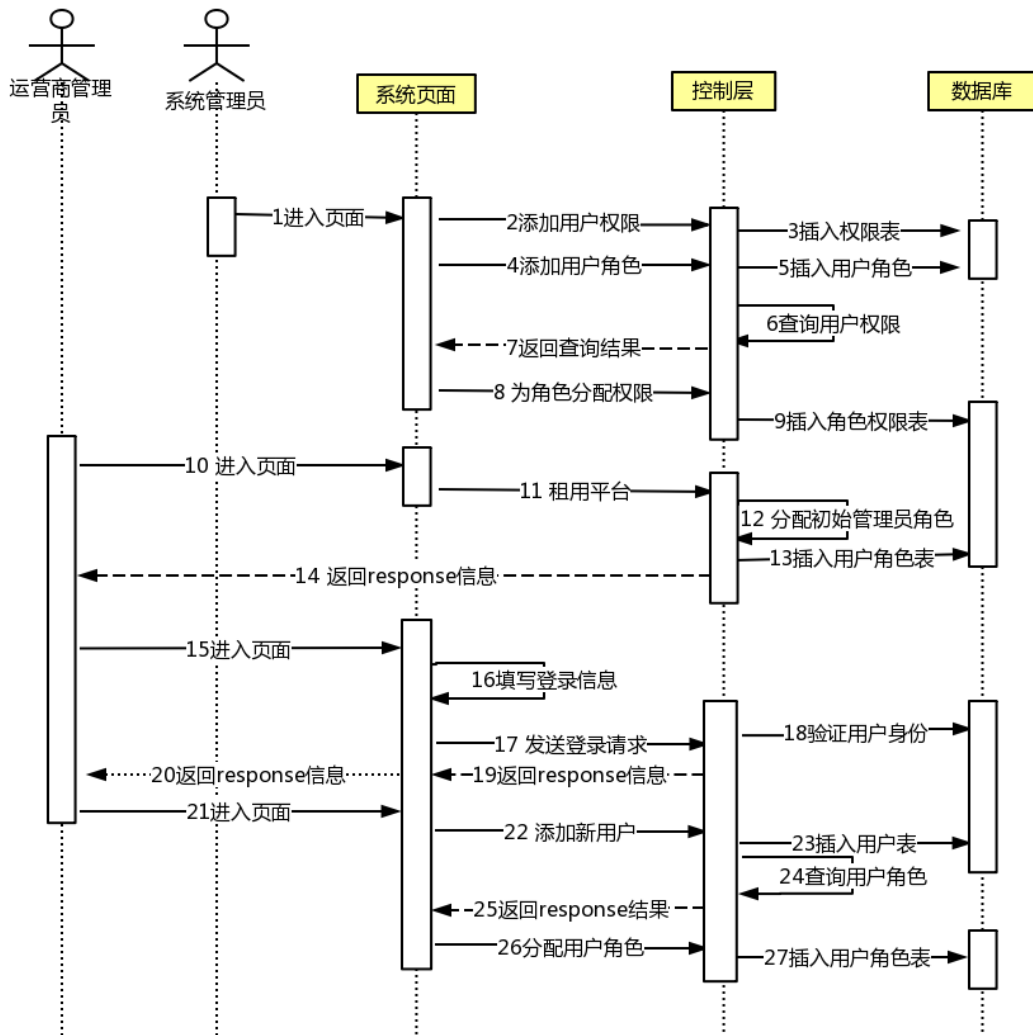 运营商管理
员
系统管理员
系统页面
控制层
数据库
1进入页面
2添加用户权限
3插入权限表
4添加用户角色
5插入用户角色
6查询用户权限
7返回查询结果
8 为角色分配权限
9插入角色权限表
10 进入页面
11 租用平台
12 分配初始管理员角色
13插入用户角色表
14 返回response信息
15进入页面
16填写登录信息
17 发送登录请求
18验证用户身份
19返回response信息
20返回response信息
21进入页面
22 添加新用户
23插入用户表
24查询用户角色
25返回response结果
26分配用户角色
27插入用户角色表